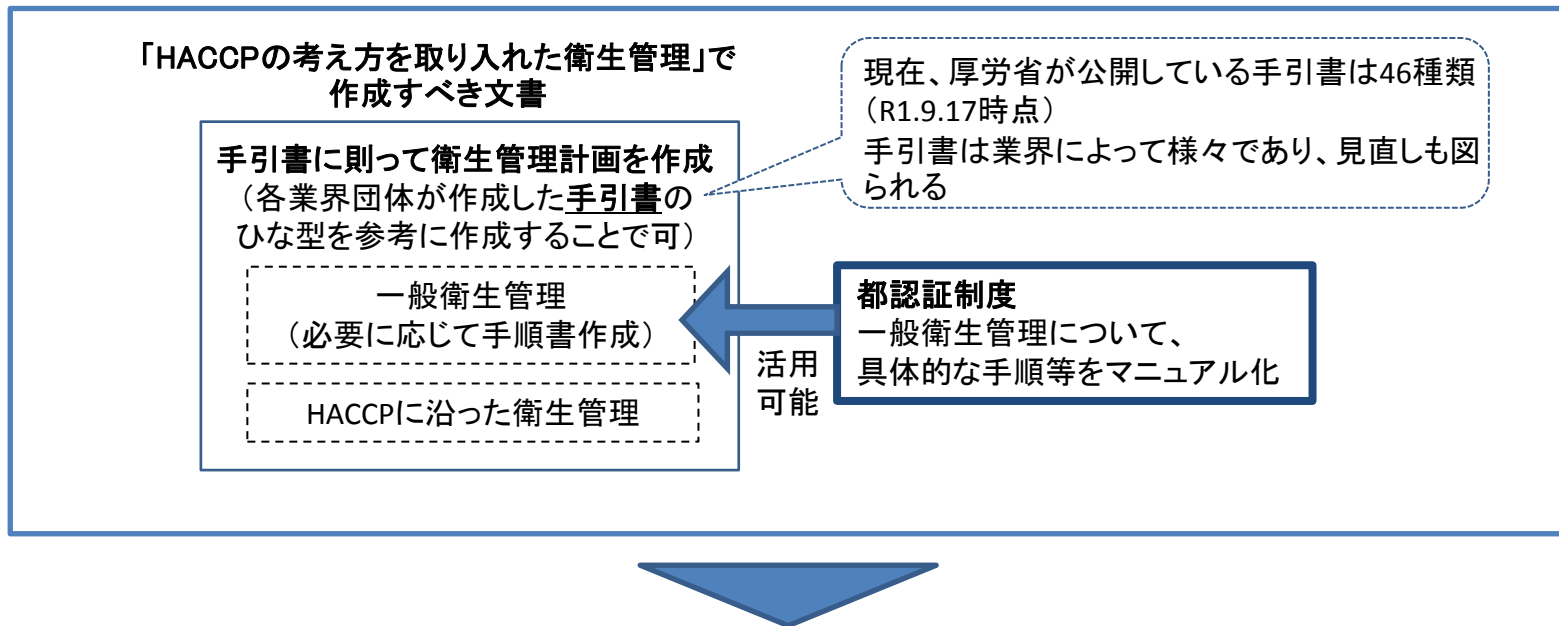 「HACCPの考え方を取り入れた衛生管理」で
作成すべき文書
現在、厚労省が公開している手引書は46種類
（R1.9.17時点）
手引書は業界によって様々であり、見直しも図
られる
手引書に則って衛生管理計画を作成
（各業界団体が作成した手引書の
ひな型を参考に作成することで可）
一般衛生管理
（必要に応じて手順書作成）
HACCPに沿った衛生管理
活用
可能
都認証制度
一般衛生管理について、
具体的な手順等をマニュアル化